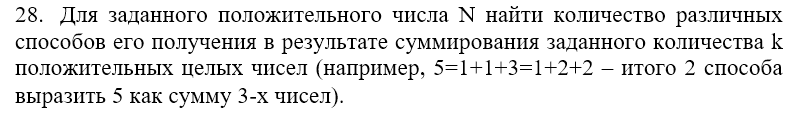 28. Для заданного положительного числа N найти количество различных
способов его получения в результате суммирования заданного количества k
положительных целых чисел (например, 5=1+1+3=1+2+2 – итого 2 способа
выразить 5 как сумму 3-х чисел).